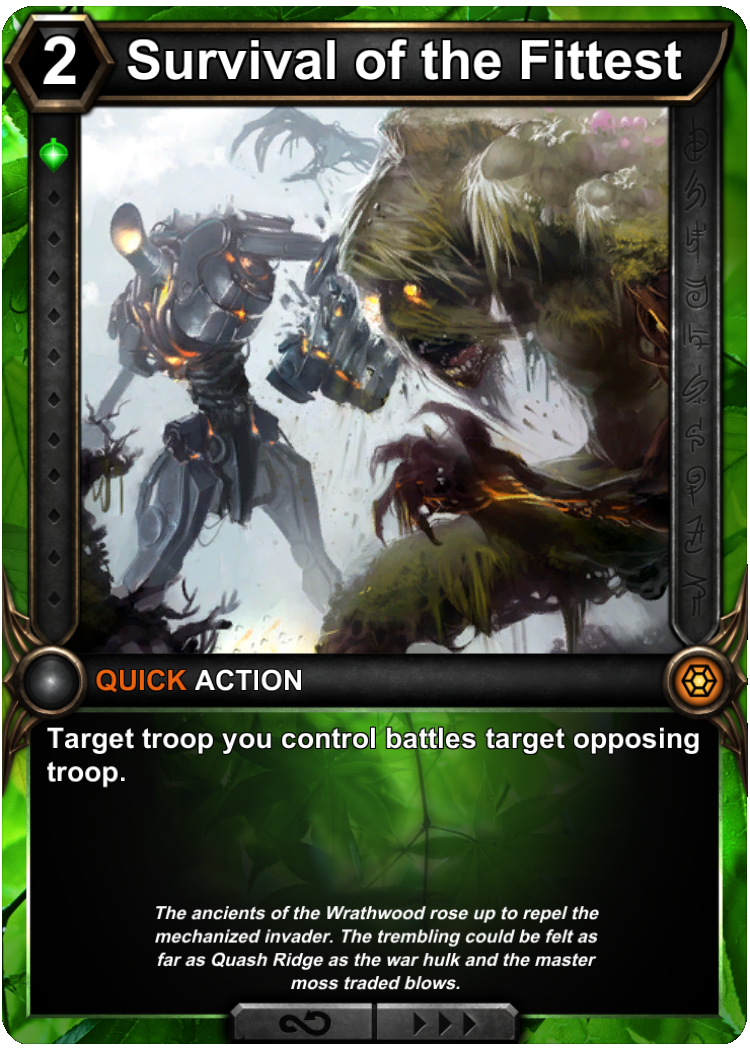 2
Survival of the Fittest
QUICK ACTION
Target troop you control battles target opposing
troop.
The ancients of the Wrathwood rose up to repel the
mechanized invader. The trembling could be felt as
far as Quash Ridge as the war hulk and the master
moss traded blows.